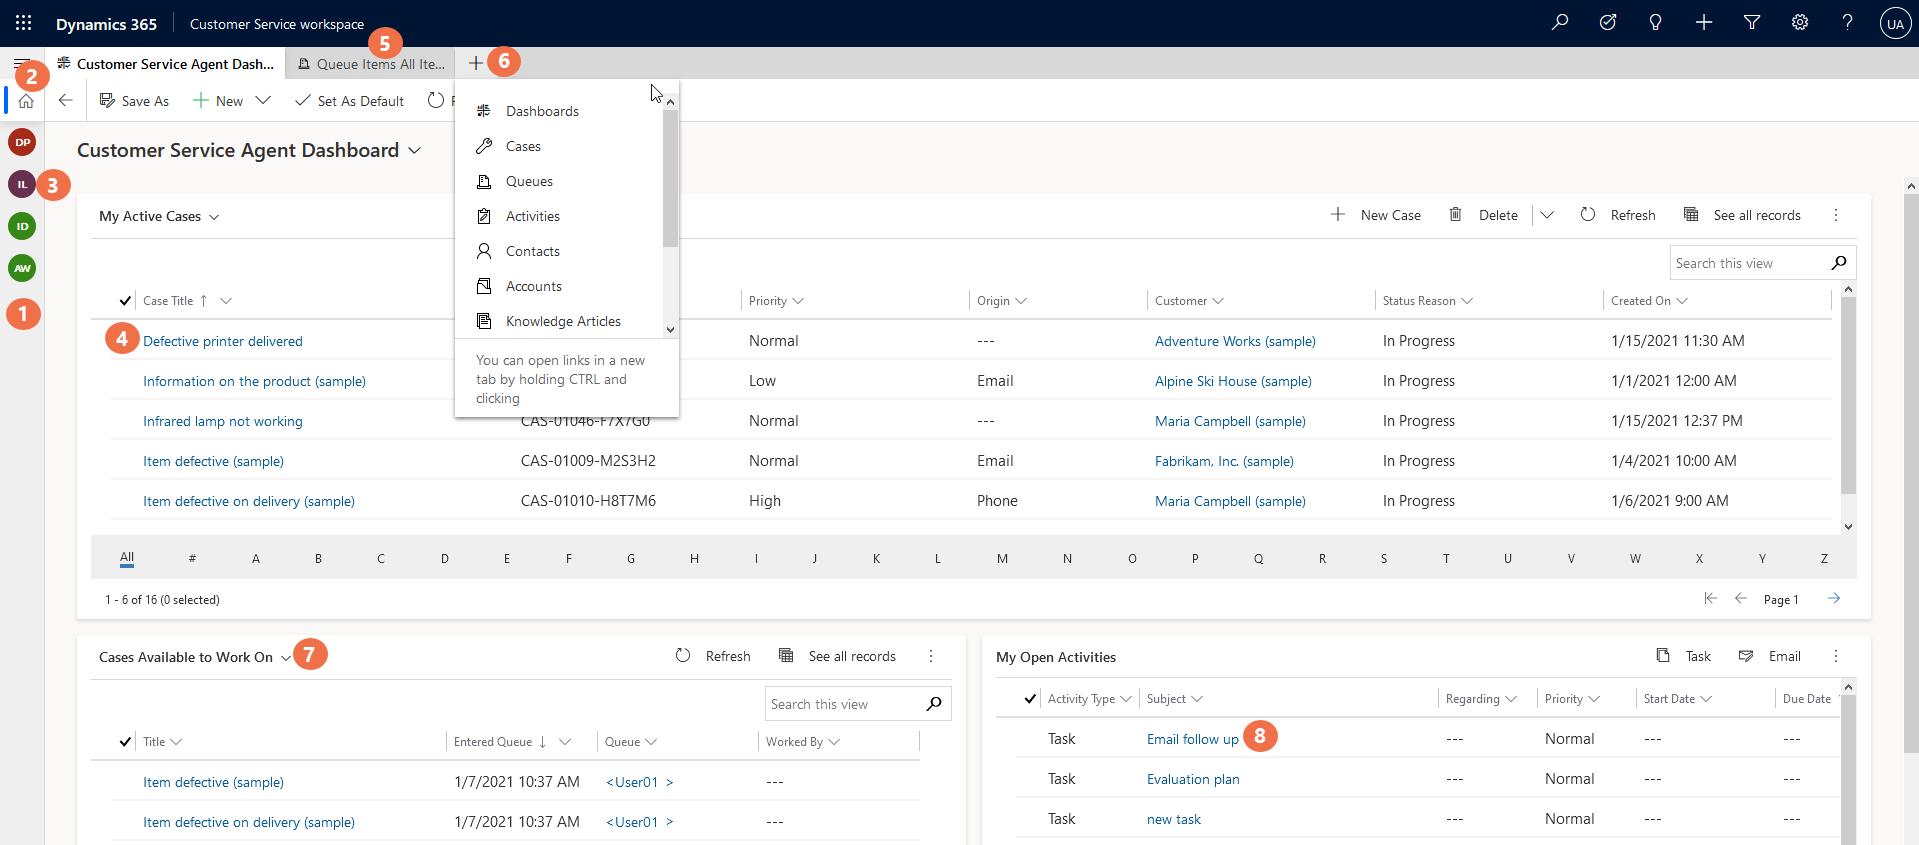 Dynamics 365 Customer Service workspace UA
5
Customer Service Agent Dash... Queue Items All Ite... 6
2
Save As New Set As Default
Dashboards
Cases
Queues
Activities
Contacts
Accounts
Knowledge Articles
You can open links in a new
tab by holding CTRL and
clicking
DP
IL 3
ID
AW
1
Customer Service Agent Dashboard
My Active Cases New Case Delete Refresh See all records
Search this view
Case Title Priority Origin Customer Status Reason Created On
4 Defective printer delivered Normal --- Adventure Works (sample) In Progress 1/15/2021 11:30 AM
Information on the product (sample) Low Email Alpine Ski House (sample) In Progress 1/1/2021 12:00 AM
Infrared lamp not working CAS-01046-F7X7G0 Normal --- Maria Campbell (sample) In Progress 1/15/2021 12:37 PM
Item defective (sample) CAS-01009-M2S3H2 Normal Email Fabrikam, Inc. (sample) In Progress 1/4/2021 10:00 AM
Item defective on delivery (sample) CAS-01010-H8T7M6 High Phone Maria Campbell (sample) In Progress 1/6/2021 9:00 AM
All # A B C D E F G H I J K L M N O P Q R S T U V W X Y Z
1 - 6 of 16 (0 selected) Page 1
Cases Available to Work On 7 Refresh See all records
Search this view
Title Entered Queue Queue Worked By
Item defective (sample) 1/7/2021 10:37 AM <User01 > ---
Item defective on delivery (sample) 1/7/2021 10:37 AM <User01 > ---
My Open Activities Task Email
Activity Type Subject Regarding Priority Start Date Due Date
Task Email follow up 8 --- Normal --- ---
Task Evaluation plan --- Normal --- ---
Task new task --- Normal --- ---